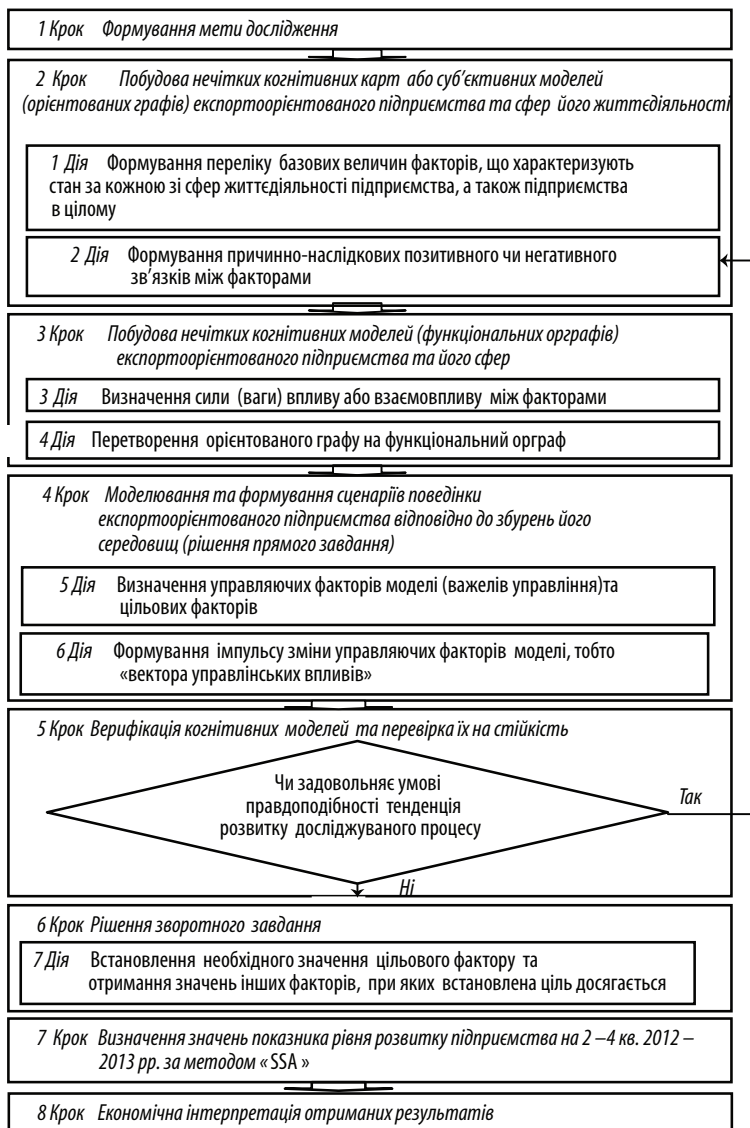 1 Крок Формування мети дослідження
2 Крок Побудова нечітких когнітивних карт або суб’єктивних моделей
(орієнтованих графів) експортоорієнтованого підприємства та сфер його життєдіяльності
1 Дія Формування переліку базових величин факторів, що характеризують
стан за кожною зі сфер життєдіяльності підприємства, а також підприємства
в цілому
2 Дія Формування причинно-наслідкових позитивного чи негативного
зв’язків між факторами
3 Крок Побудова нечітких когнітивних моделей (функціональних орграфів)
експортоорієнтованого підприємства та його сфер
3 Дія Визначення сили (ваги) впливу або взаємовпливу між факторами
4 Дія Перетворення орієнтованого графу на функціональний орграф
4 Крок Моделювання та формування сценаріїв поведінки
експортоорієнтованого підприємства відповідно до збурень його
середовищ (рішення прямого завдання)
5 Дія Визначення управляючих факторів моделі (важелів управління)та
цільових факторів
6 Дія Формування імпульсу зміни управляючих факторів моделі, тобто
«вектора управлінських впливів»
5 Крок Верифікація когнітивних моделей та перевірка їх на стійкість
Чи задовольняє умові
правдоподібності тенденція
розвитку досліджуваного процесу
Так
Ні
6 Крок Рішення зворотного завдання
7 Дія Встановлення необхідного значення цільового фактору та
отримання значень інших факторів, при яких встановлена ціль досягається
7 Крок Визначення значень показника рівня розвитку підприємства на 2 –4 кв. 2012 –
2013 рр. за методом «SSA »
8 Крок Економічна інтерпретація отриманих результатів